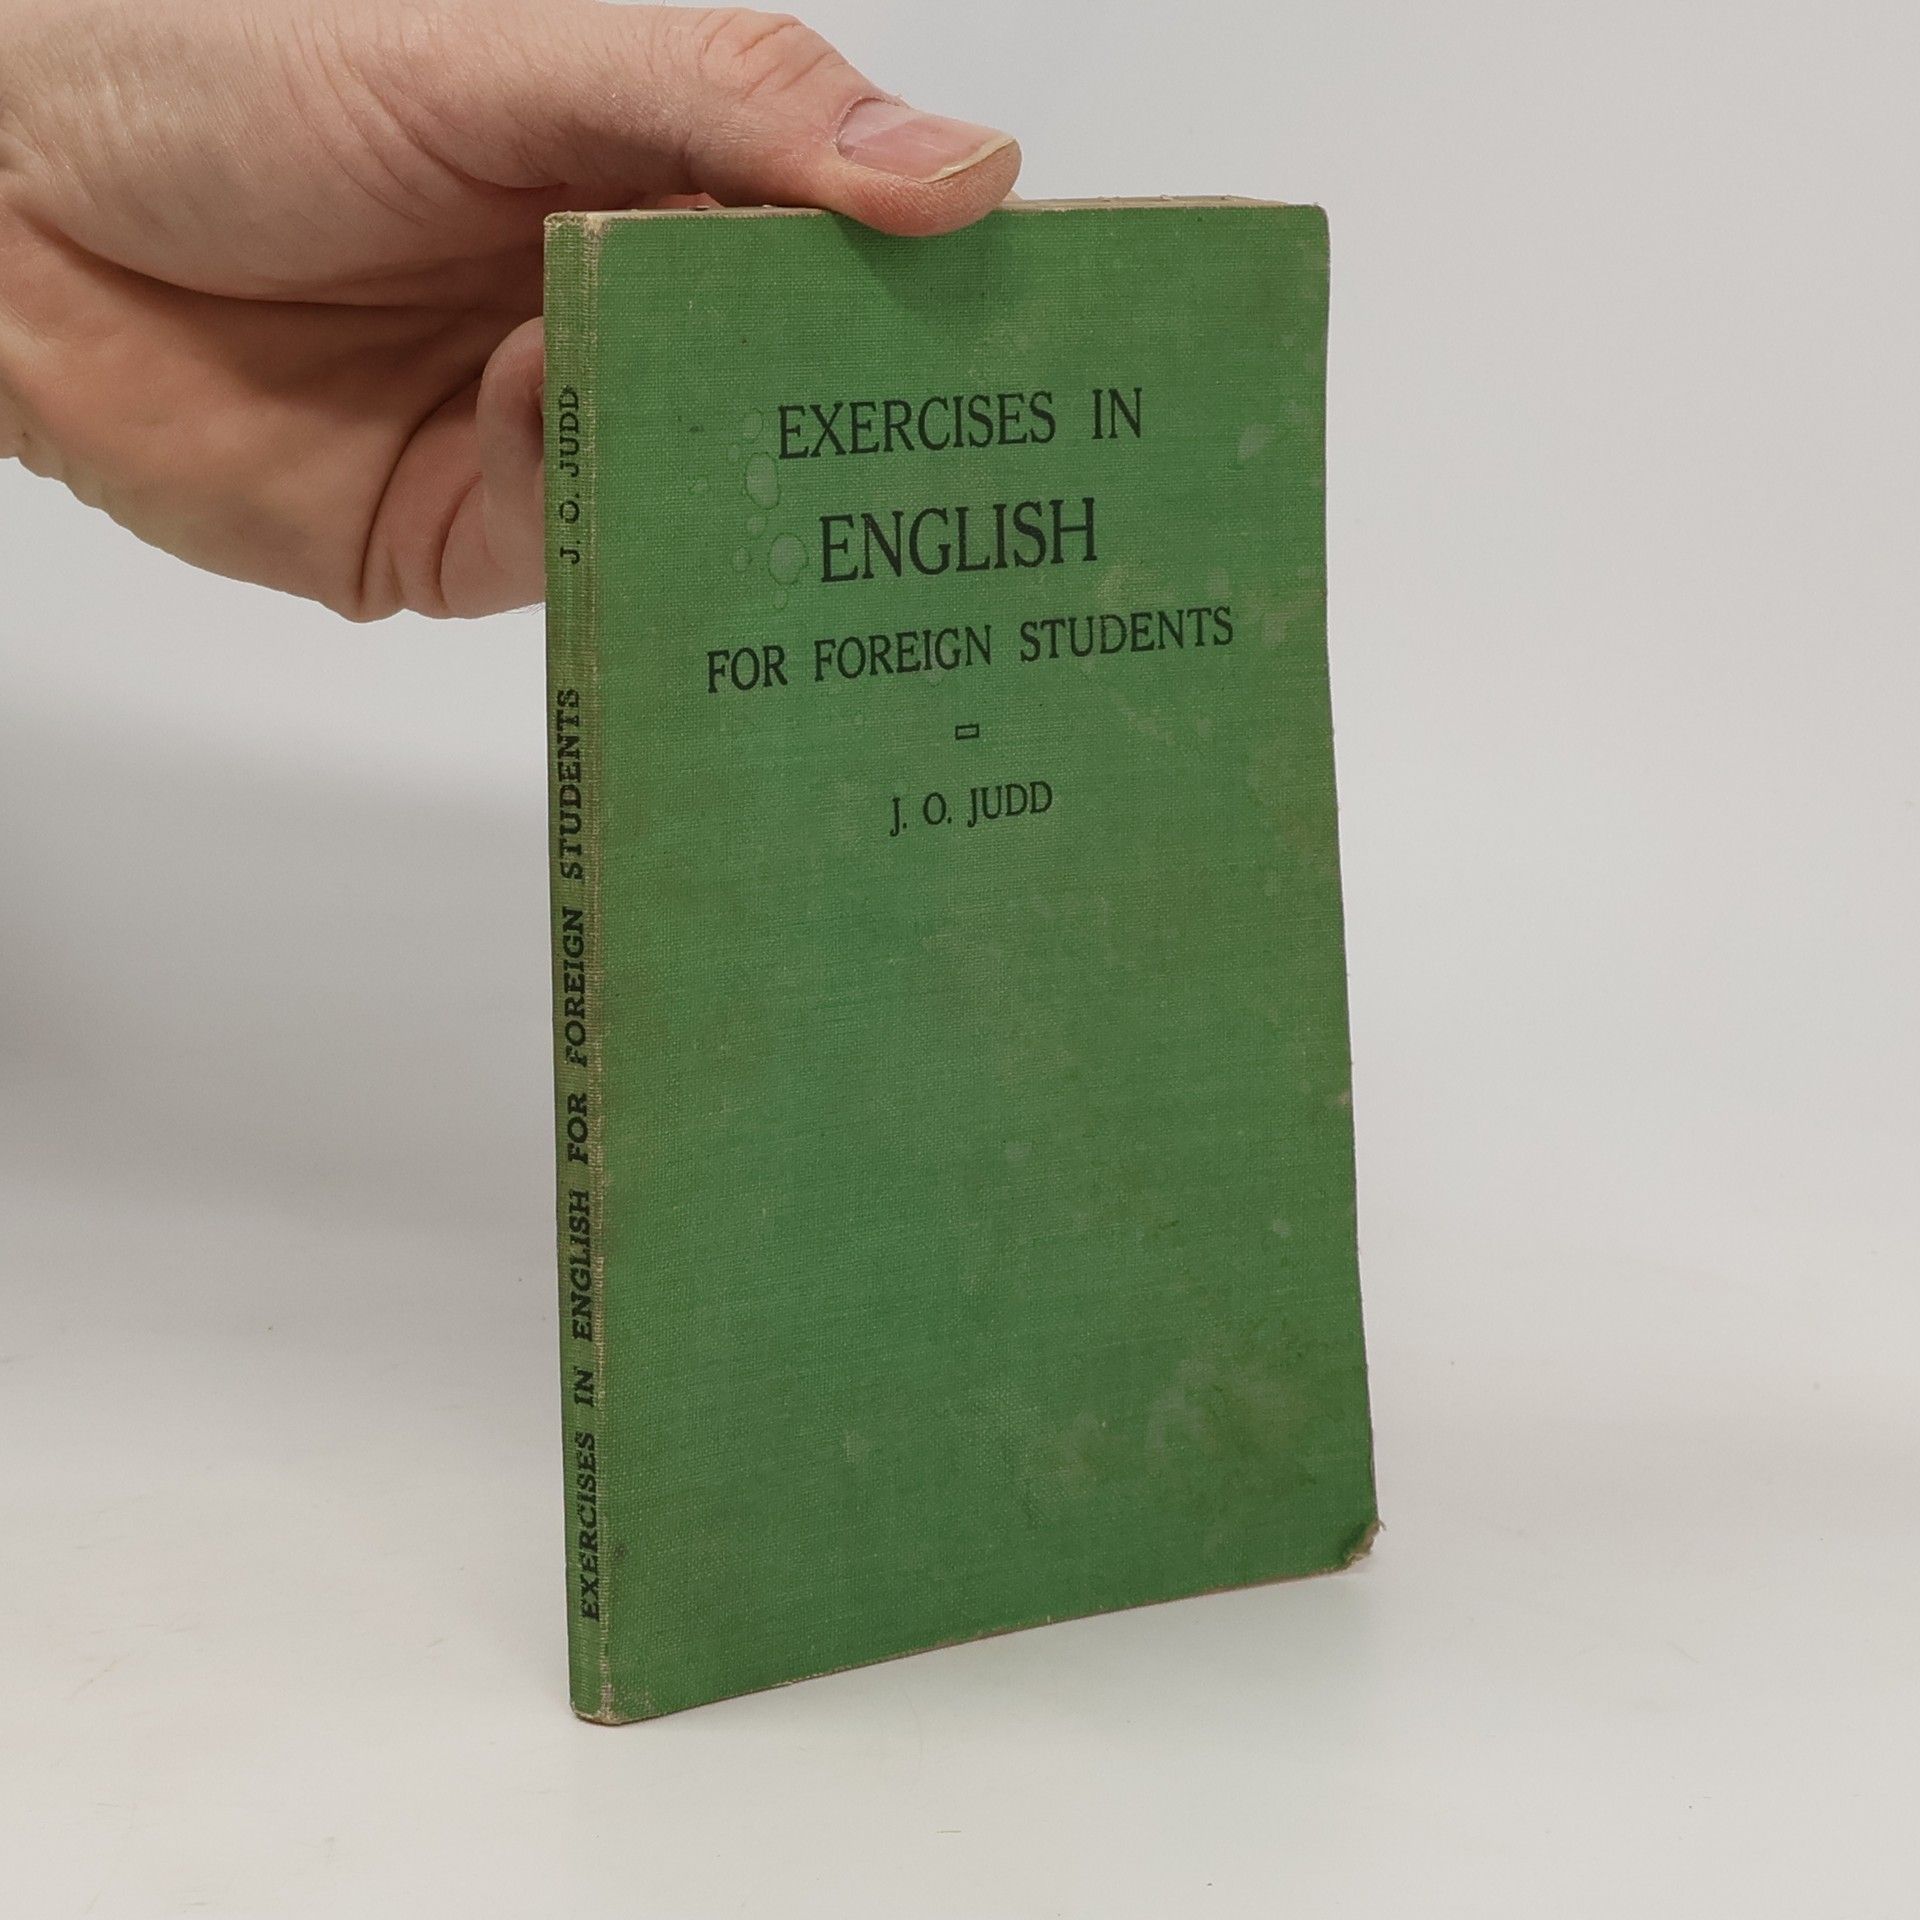 EXERCISES IN
ENGLISH
FOR FOREIGN STUDENTS
J. O. JUDD
EXERCISES IN ENGLISH FOR FOREIGN STUDENTS J. O. JUDD